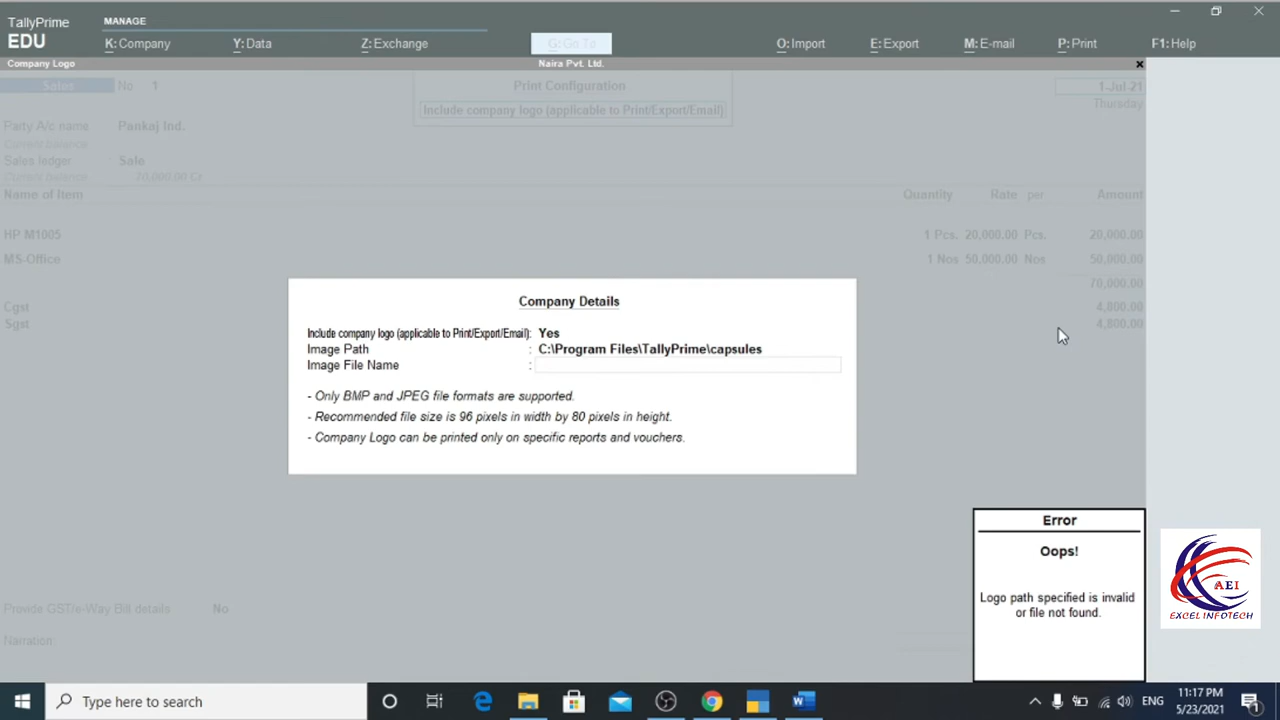 TallyPrime
EDU
MANAGE
K: Company
Y: Data
Z: Exchange
G: Go To
O: Import
E: Export
M: E-mail
P: Print
F1: Help
Company Logo
Naira Pvt. Ltd.
×
Sales No 1
Print Configuration
1-Jul-21
Include company logo (applicable to Print/Export/Email)
Thursday
Party A/c name : Pankaj Ind.
Current balance :
Sales ledger : Sale
Current balance : 70,000.00 Cr
Name of Item Quantity Rate per Amount
HP M1005 1 Pcs. 20,000.00 Pcs. 20,000.00
MS-Office 1 Nos 50,000.00 Nos 50,000.00
70,000.00
Cgst 4,800.00
Sgst 4,800.00
Company Details
Include company logo (applicable to Print/Export/Email) : Yes
Image Path : C:\Program Files\TallyPrime\capsules
Image File Name :
- Only BMP and JPEG file formats are supported.
- Recommended file size is 96 pixels in width by 80 pixels in height.
- Company Logo can be printed only on specific reports and vouchers.
Error
Oops!
Logo path specified is invalid
or file not found.
AEI
EXCEL INFOTECH
Provide GST/e-Way Bill details : No
Narration:
Type here to search
ENG
11:17 PM
5/23/2021
1